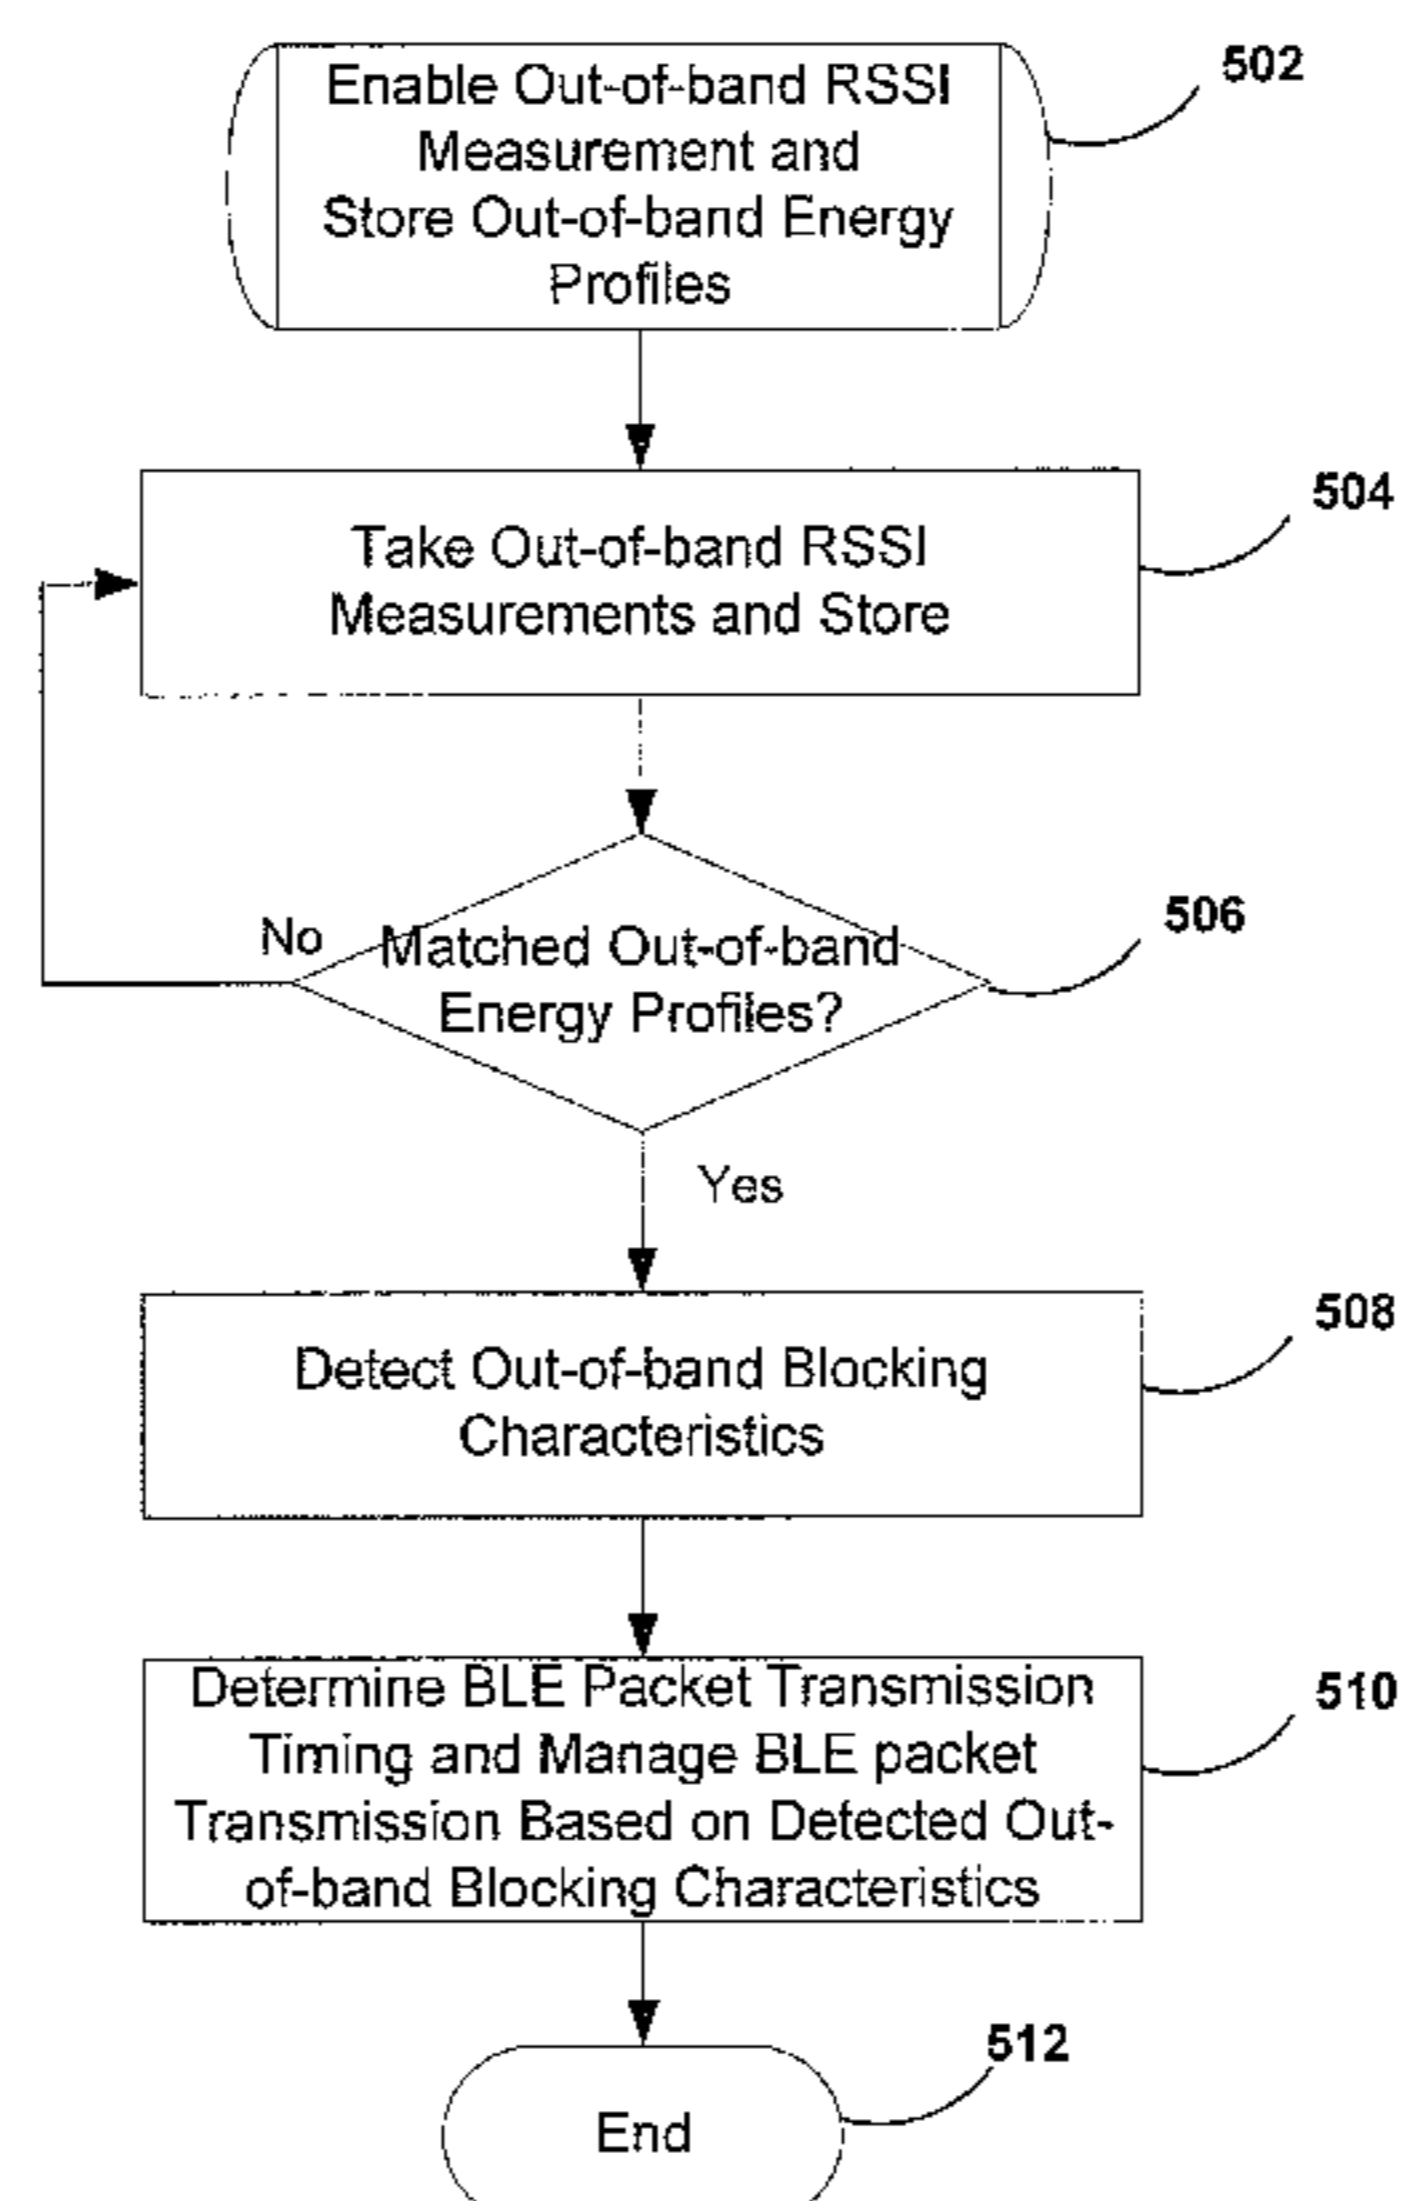 Enable Out-of-band RSSI
Measurement and
Store Out-of-band Energy
Profiles
502
Take Out-of-band RSSI
Measurements and Store
504
No
Matched Out-of-band
Energy Profiles?
506
Yes
Detect Out-of-band Blocking
Characteristics
508
Determine BLE Packet Transmission
Timing and Manage BLE packet
Transmission Based on Detected Out-
of-band Blocking Characteristics
510
End
512